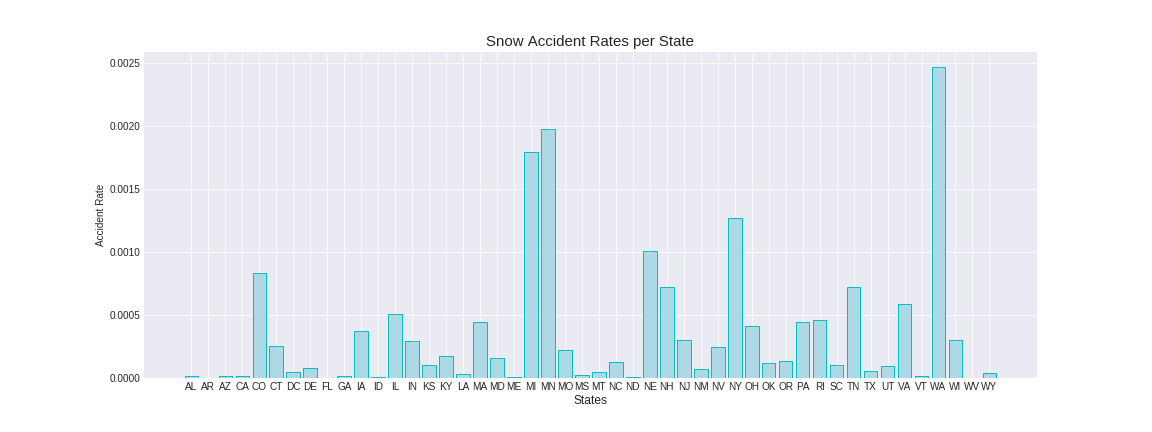 Snow Accident Rates per State
0.0025
0.0020
0.0015
0.0010
0.0005
0.0000
Accident Rate
AL AR AZ CA CO CT DC DE FL GA IA ID IL IN KS KY LA MA MD ME MI MN MO MS MT NC ND NE NH NJ NM NV NY OH OK OR PA RI SC TN TX UT VA VT WA WI WV WY
States